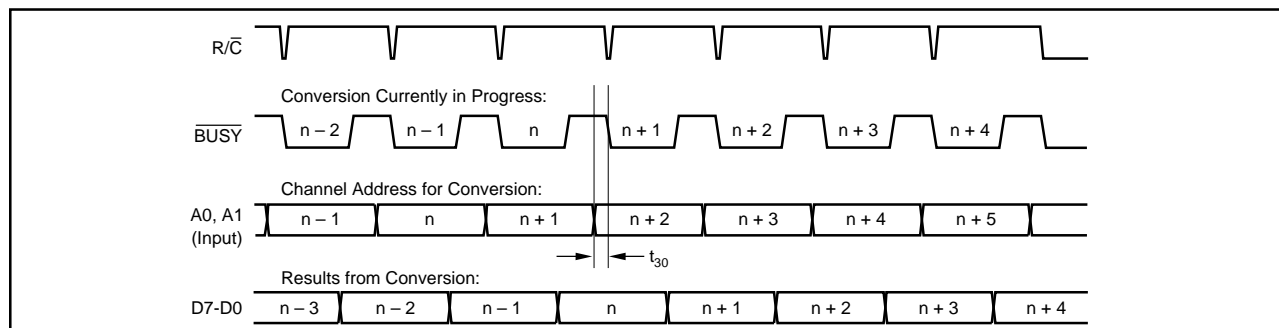 R/C̅
Conversion Currently in Progress:
B̅U̅S̅Y̅ n – 2 n – 1 n n + 1 n + 2 n + 3 n + 4
Channel Address for Conversion:
A0, A1
(Input)
n – 1 n n + 1 n + 2 n + 3 n + 4 n + 5
t30
Results from Conversion:
D7-D0 n – 3 n – 2 n – 1 n n + 1 n + 2 n + 3 n + 4